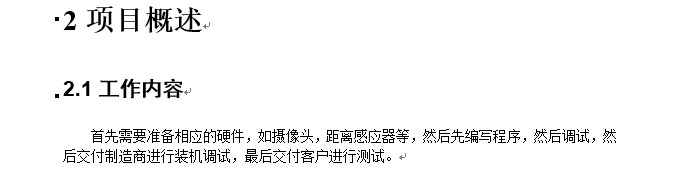 2 项目概述
2.1 工作内容
首先需要准备相应的硬件，如摄像头，距离感应器等，然后先编写程序，然后调试，然
后交付制造商进行装机调试，最后交付客户进行测试。